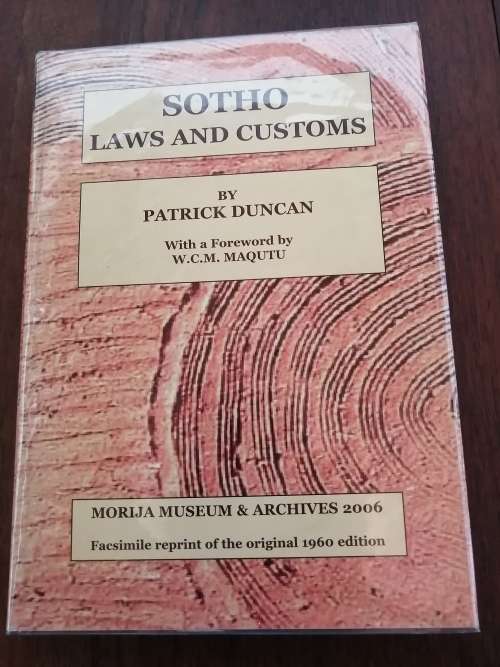 SOTHO
LAWS AND CUSTOMS
BY
PATRICK DUNCAN
With a Foreword by
W.C.M. MAQUTU
MORIJA MUSEUM & ARCHIVES 2006
Facsimile reprint of the original 1960 edition